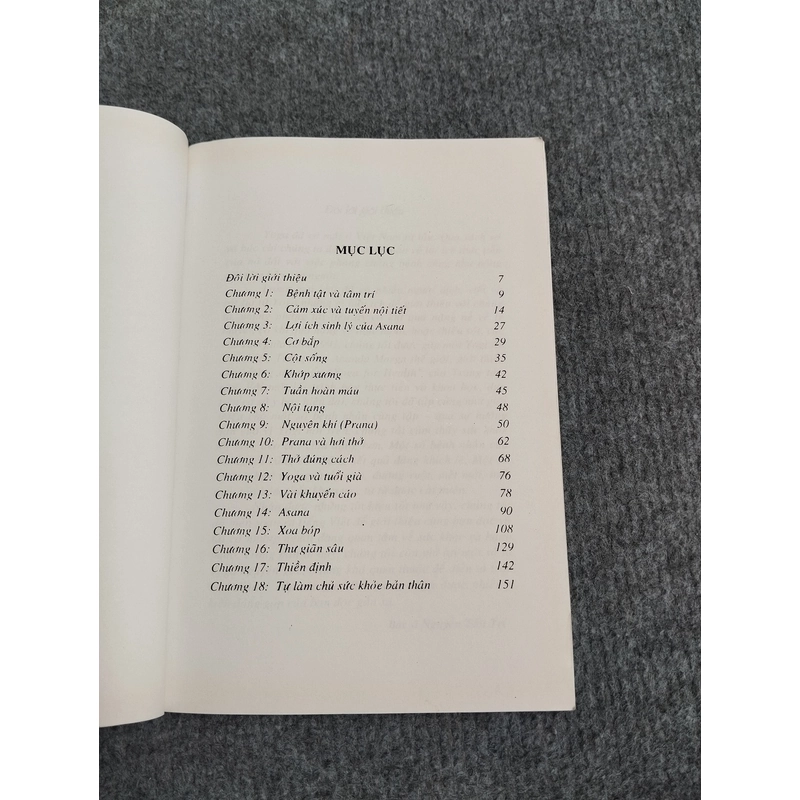 MỤC LỤC
Đôi lời giới thiệu 7
Chương 1: Bệnh tật và tâm trí 9
Chương 2: Cảm xúc và tuyến nội tiết 14
Chương 3: Lợi ích sinh lý của Asana 27
Chương 4: Cơ bắp 29
Chương 5: Cột sống 35
Chương 6: Khớp xương 42
Chương 7: Tuần hoàn máu 45
Chương 8: Nội tạng 48
Chương 9: Nguyên khí (Prana) 50
Chương 10: Prana và hơi thở 62
Chương 11: Thở đúng cách 68
Chương 12: Yoga và tuổi già 76
Chương 13: Vài khuyến cáo 78
Chương 14: Asana 90
Chương 15: Xoa bóp 108
Chương 16: Thư giãn sâu 129
Chương 17: Thiền định 142
Chương 18: Tự làm chủ sức khỏe bản thân 151